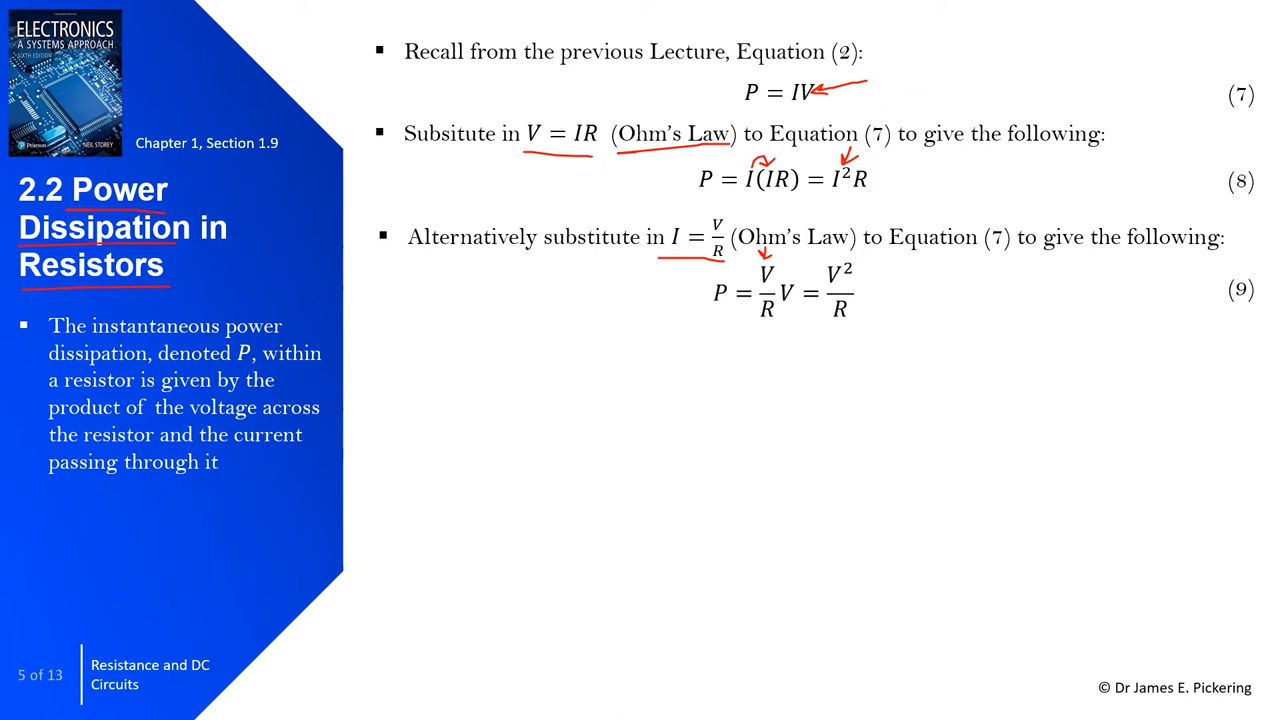 ELECTRONICS
A SYSTEMS APPROACH
SIXTH EDITION
Pearson
NEIL STOREY
Chapter 1, Section 1.9
2.2 Power
Dissipation in
Resistors
▪ The instantaneous power
dissipation, denoted P, within
a resistor is given by the
product of the voltage across
the resistor and the current
passing through it
5 of 13
Resistance and DC
Circuits
▪ Recall from the previous Lecture, Equation (2):
P = IV (7)
▪ Subsitute in V = IR (Ohm's Law) to Equation (7) to give the following:
P = I(IR) = I²R (8)
▪ Alternatively substitute in I = V/R (Ohm's Law) to Equation (7) to give the following:
P = V/R V = V²/R (9)
© Dr James E. Pickering